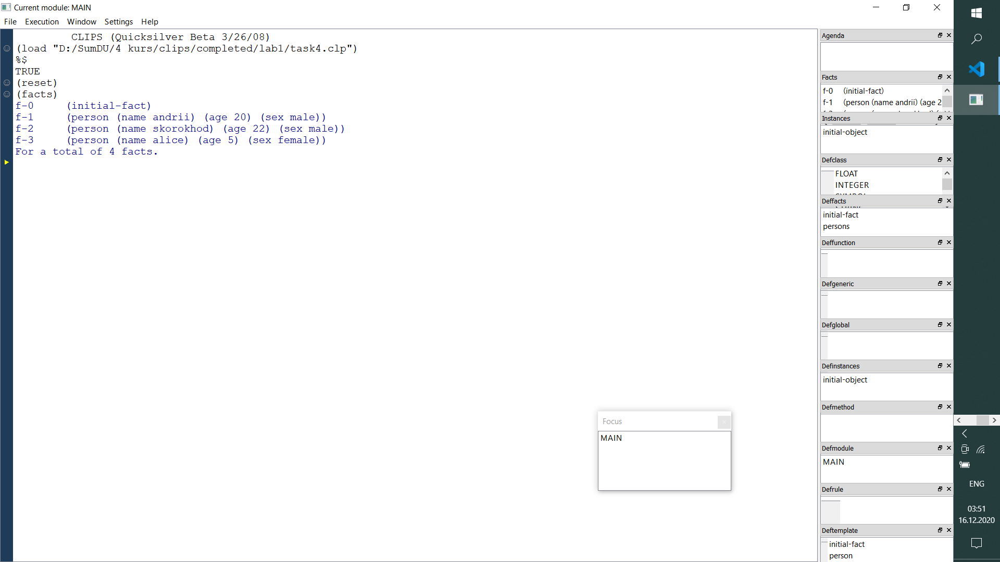 Current module: MAIN
File Execution Window Settings Help
CLIPS (Quicksilver Beta 3/26/08)
(load "D:/SumDU/4 kurs/clips/completed/lab1/task4.clp")
%$
TRUE
(reset)
(facts)
f-0 (initial-fact)
f-1 (person (name andrii) (age 20) (sex male))
f-2 (person (name skorokhod) (age 22) (sex male))
f-3 (person (name alice) (age 5) (sex female))
For a total of 4 facts.
Focus
MAIN
Agenda
Facts
f-0 (initial-fact)
f-1 (person (name andrii) (age 2
Instances
initial-object
Defclass
FLOAT
INTEGER
Deffacts
initial-fact
persons
Deffunction
Defgeneric
Defglobal
Definstances
initial-object
Defmethod
Defmodule
MAIN
Defrule
Deftemplate
initial-fact
person
ENG
03:51
16.12.2020